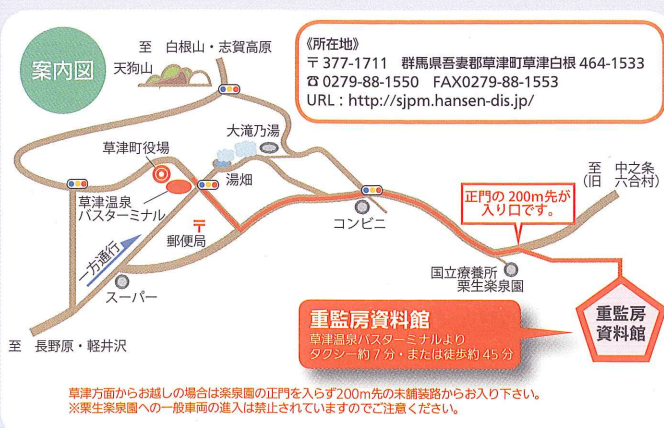 案内図
至 白根山・志賀高原
天狗山
《所在地》
〒377-1711 群馬県吾妻郡草津町草津白根464-1533
☎0279-88-1550 FAX0279-88-1553
URL：http://sjpm.hansen-dis.jp/
大滝乃湯
草津町役場
湯畑
草津温泉
バスターミナル
〒
郵便局
コンビニ
一方通行
スーパー
至 長野原・軽井沢
至 中之条
（旧 六合村）
正門の200m先が
入り口です。
国立療養所
栗生楽泉園
重監房
資料館
重監房資料館
草津温泉バスターミナルより
タクシー約7分・または徒歩約45分
草津方面からお越しの場合は楽泉園の正門を入らず200m先の未舗装路からお入り下さい。
※栗生楽泉園への一般車両の進入は禁止されていますのでご注意ください。